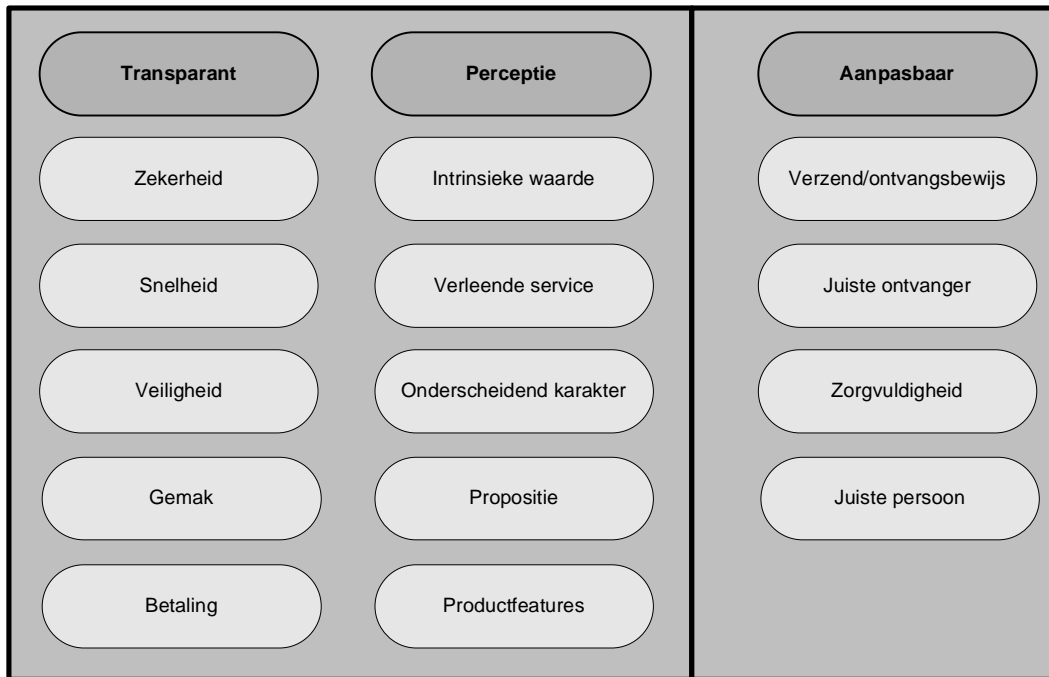 Transparant
Zekerheid
Snelheid
Veiligheid
Gemak
Betaling
Perceptie
Intrinsieke waarde
Verleende service
Onderscheidend karakter
Propositie
Productfeatures
Aanpasbaar
Verzend/ontvangsbewijs
Juiste ontvanger
Zorgvuldigheid
Juiste persoon